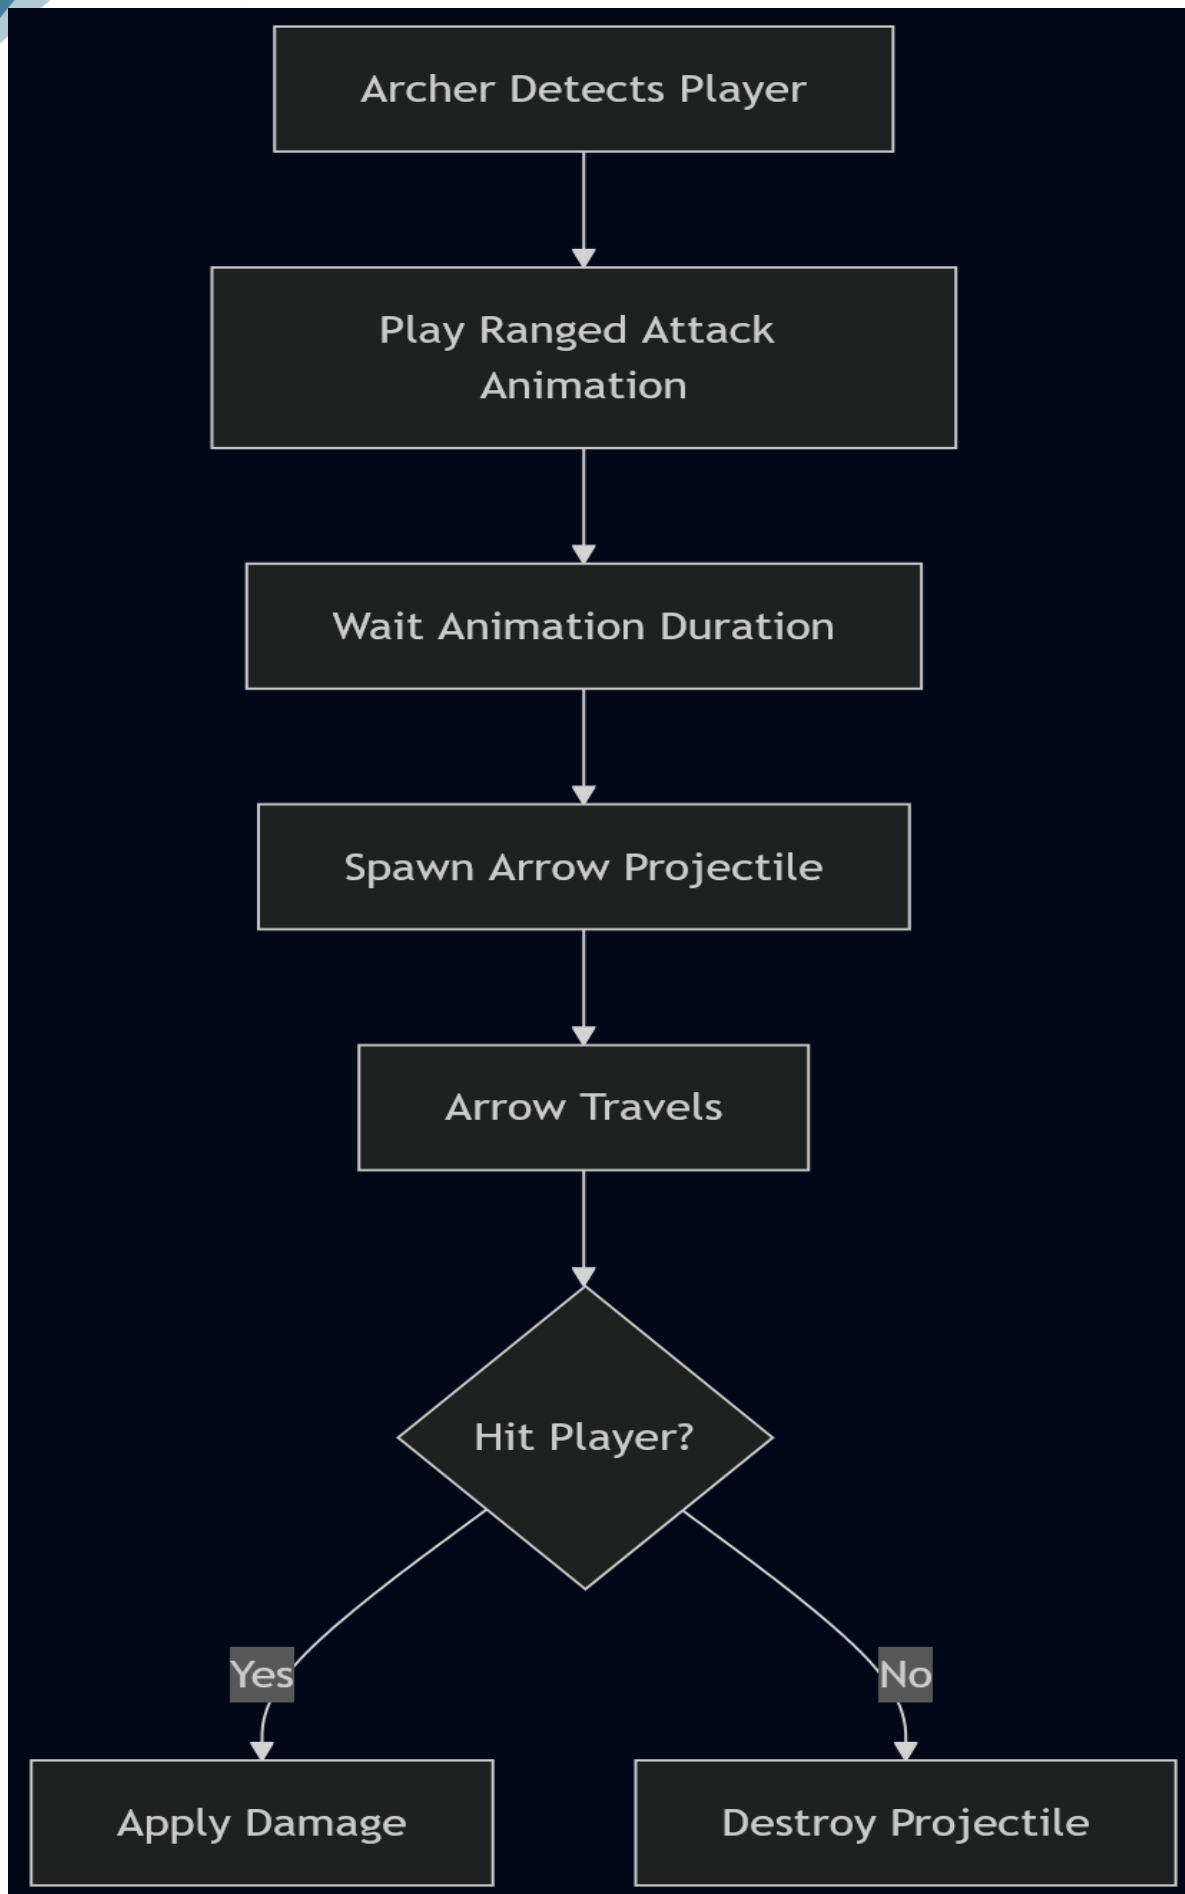 Archer Detects Player
Play Ranged Attack
Animation
Wait Animation Duration
Spawn Arrow Projectile
Arrow Travels
Hit Player?
Yes
No
Apply Damage
Destroy Projectile